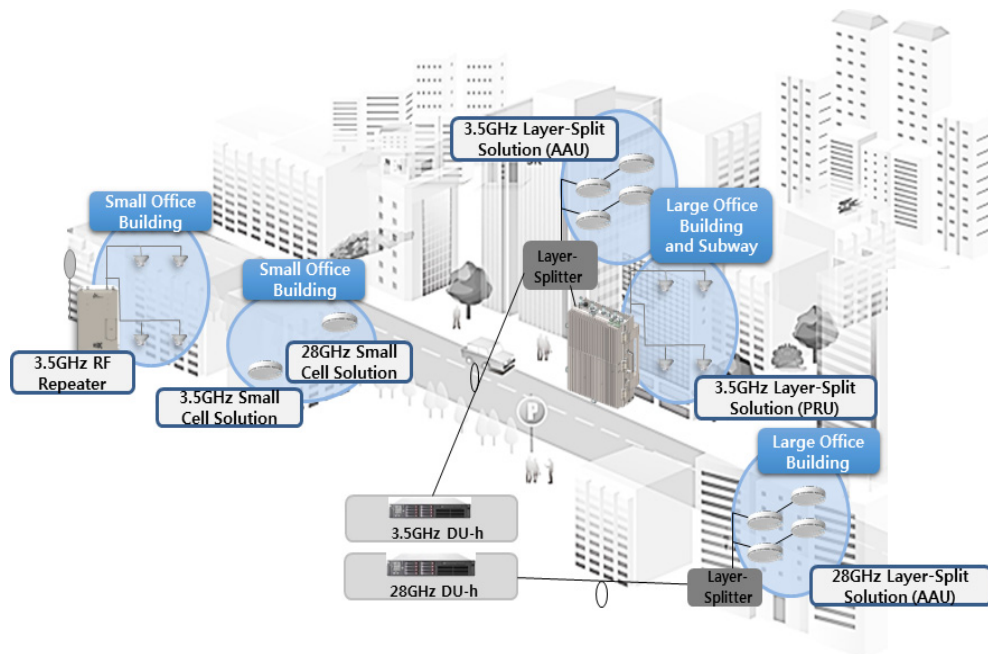 3.5GHz Layer-Split
Solution (AAU)
Small Office
Building
Large Office
Building
and Subway
Layer-
Splitter
Small Office
Building
3.5GHz RF
Repeater
28GHz Small
Cell Solution
3.5GHz Small
Cell Solution
3.5GHz Layer-Split
Solution (PRU)
P
Large Office
Building
3.5GHz DU-h
28GHz DU-h
Layer-
Splitter
28GHz Layer-Split
Solution (AAU)